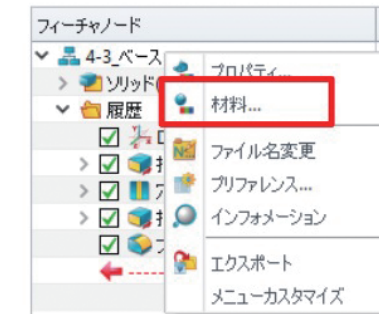 フィーチャノード
4-3_ベース
ソリッド
履歴
プロパティ...
材料...
ファイル名変更
プリファレンス...
インフォメーション
エクスポート
メニューカスタマイズ